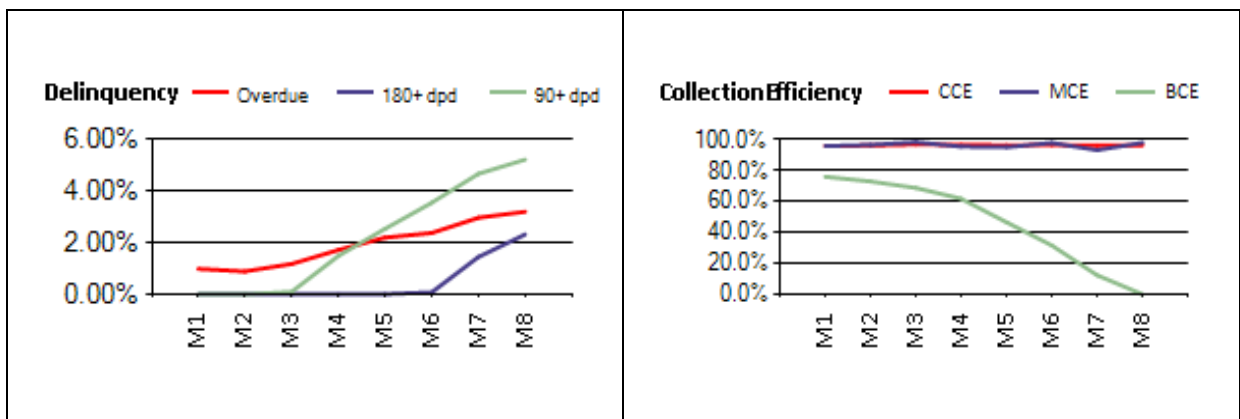 Delinquency Overdue 180+ dpd 90+ dpd
6.00%
4.00%
2.00%
0.00%
M1 M2 M3 M4 M5 M6 M7 M8
Collection Efficiency CCE MCE BCE
100.0%
80.0%
60.0%
40.0%
20.0%
0.0%
M1 M2 M3 M4 M5 M6 M7 M8